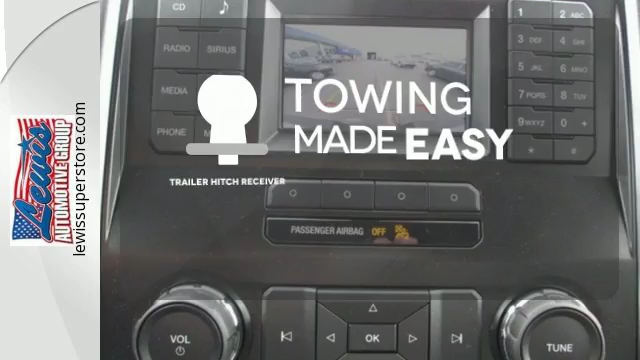 CD
1
2 ABC
RADIO
SIRIUS
3 DEF
4 GHI
5 JKL
6 MNO
MEDIA
7 PQRS
8 TUV
PHONE
M
9 WXYZ
0 +
*
#
TOWING
MADE EASY
TRAILER HITCH RECEIVER
PASSENGER AIRBAG OFF
VOL
OK
TUNE
Lewis
AUTOMOTIVE GROUP
lewissuperstore.com